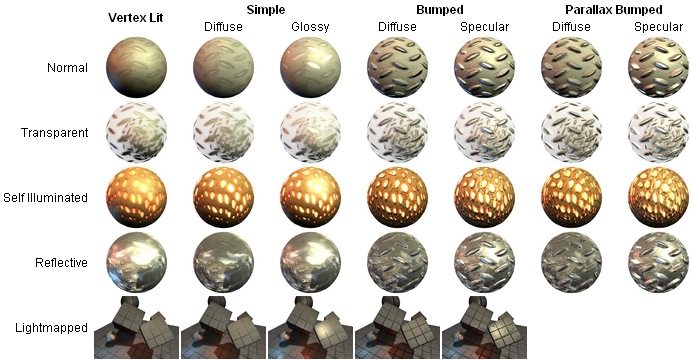 Vertex Lit Simple Bumped Parallax Bumped
Diffuse Glossy Diffuse Specular Diffuse Specular
Normal
Transparent
Self Illuminated
Reflective
Lightmapped